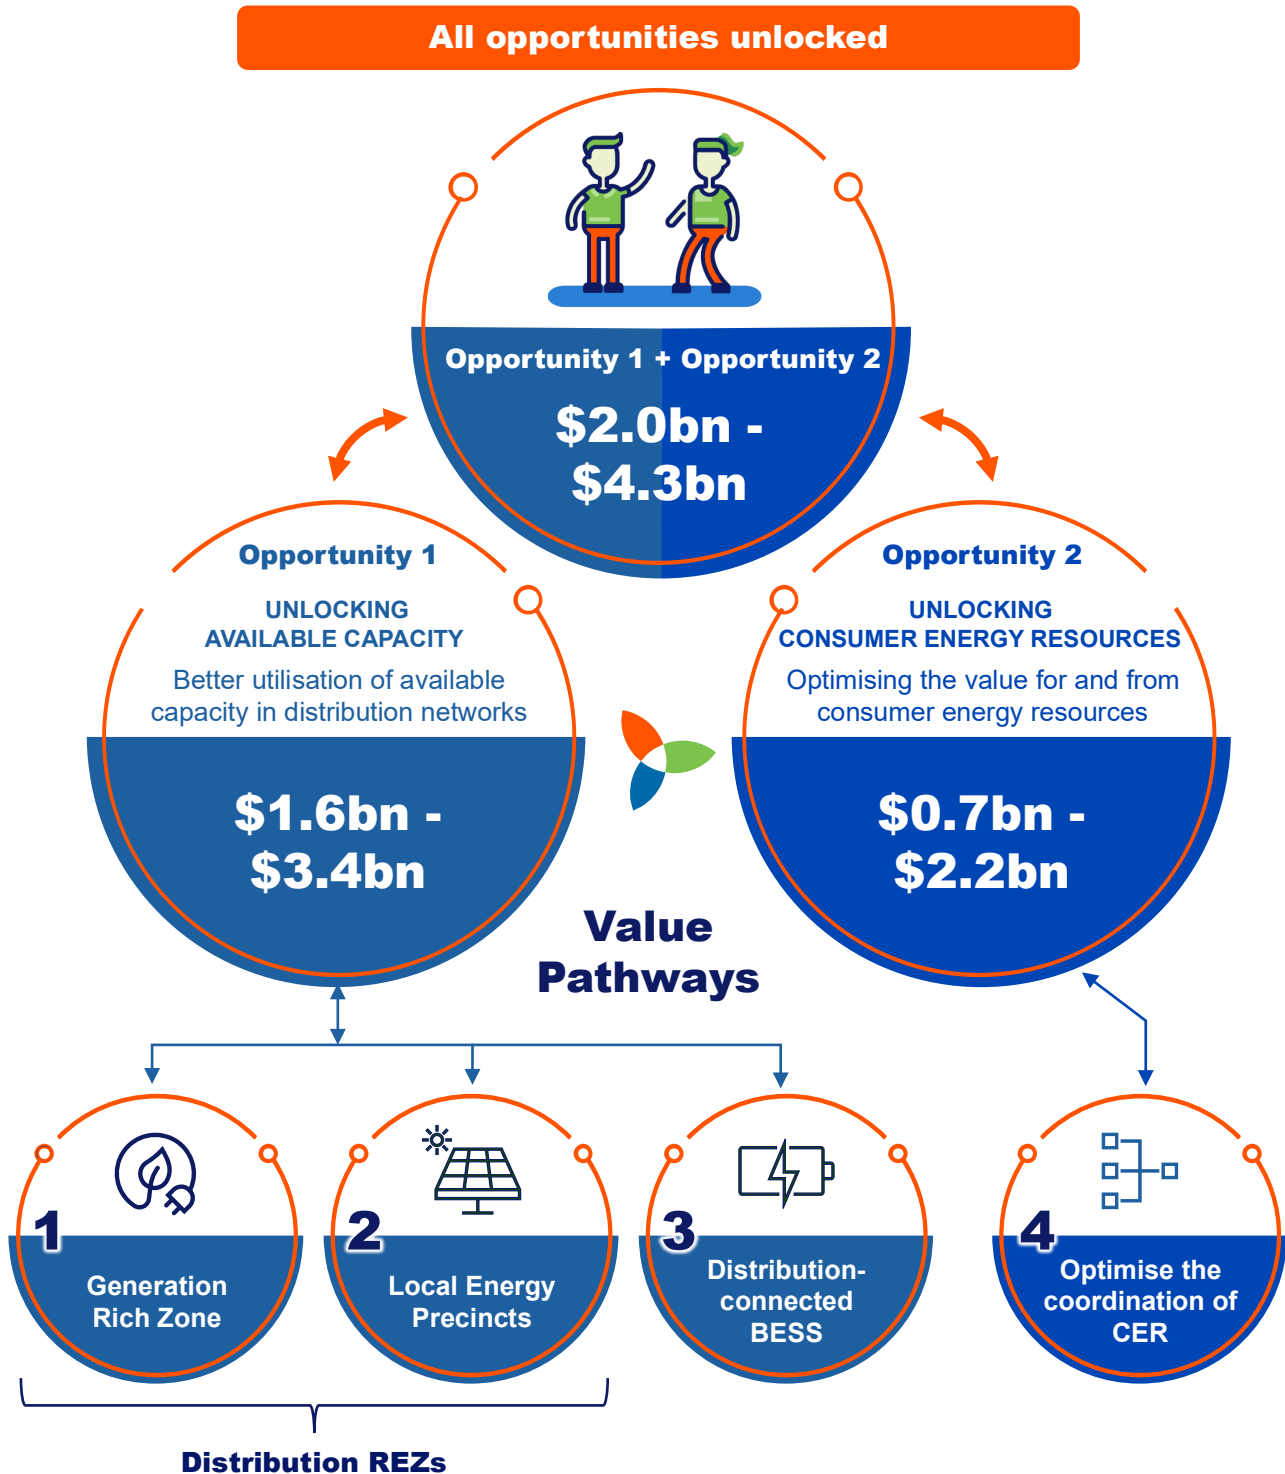 All opportunities unlocked
Opportunity 1 + Opportunity 2
$2.0bn -
$4.3bn
Opportunity 1
UNLOCKING
AVAILABLE CAPACITY
Better utilisation of available
capacity in distribution networks
$1.6bn -
$3.4bn
Opportunity 2
UNLOCKING
CONSUMER ENERGY RESOURCES
Optimising the value for and from
consumer energy resources
$0.7bn -
$2.2bn
Value
Pathways
1
Generation
Rich Zone
2
Local Energy
Precincts
3
Distribution-
connected
BESS
4
Optimise the
coordination of
CER
Distribution REZs